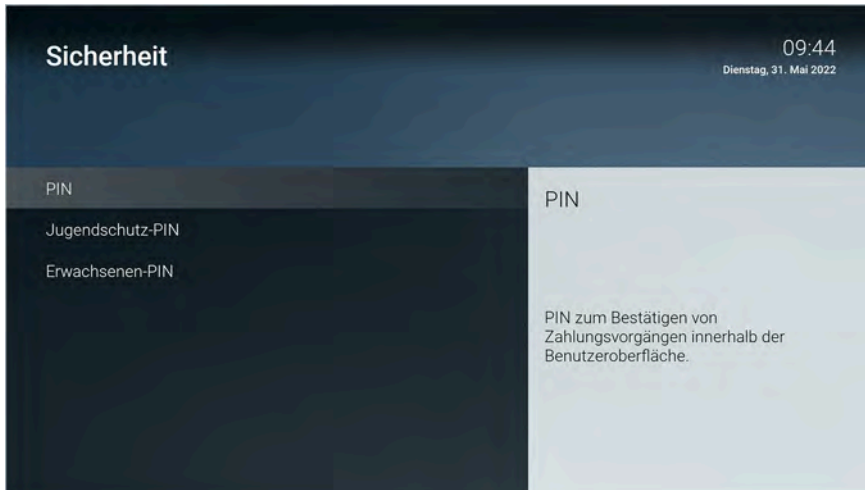 Sicherheit
09:44
Dienstag, 31. Mai 2022
PIN
Jugendschutz-PIN
Erwachsenen-PIN
PIN
PIN zum Bestätigen von
Zahlungsvorgängen innerhalb der
Benutzeroberfläche.